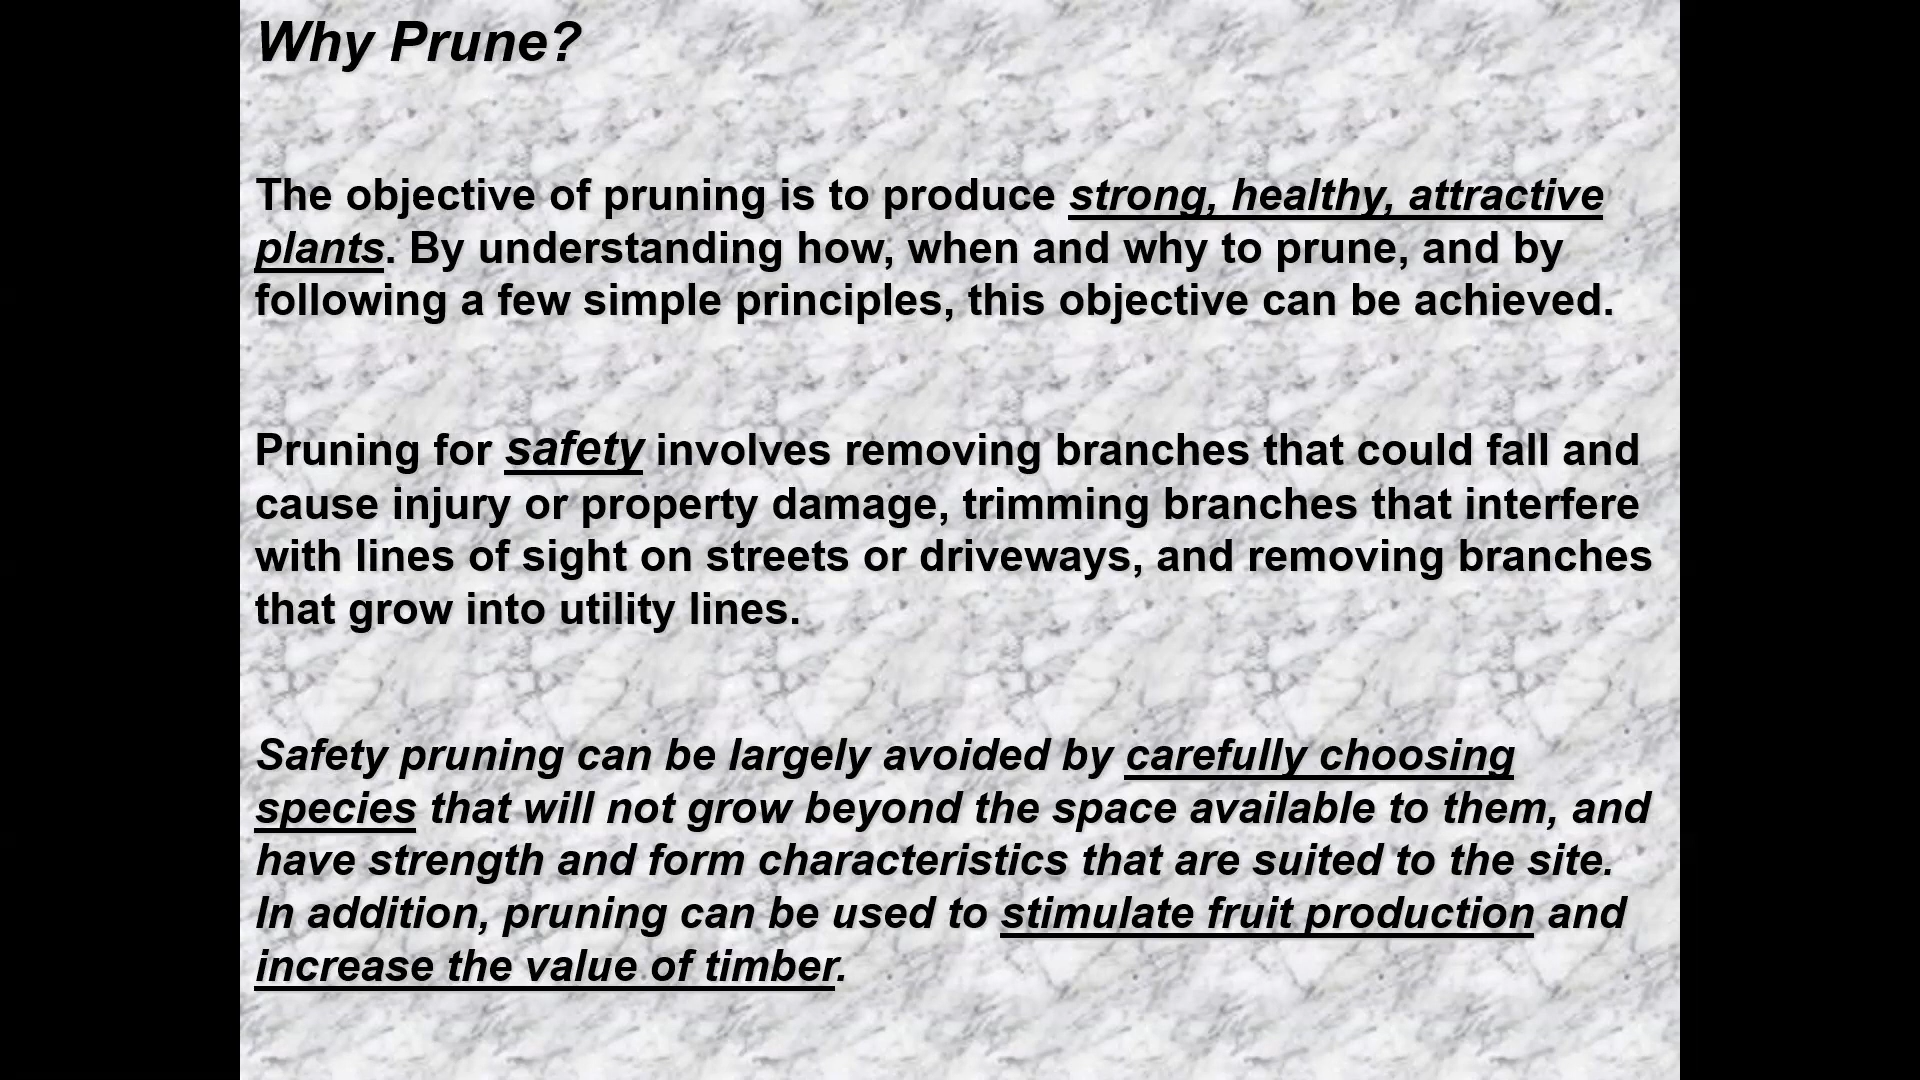 Why Prune?
The objective of pruning is to produce strong, healthy, attractive
plants. By understanding how, when and why to prune, and by
following a few simple principles, this objective can be achieved.
Pruning for safety involves removing branches that could fall and
cause injury or property damage, trimming branches that interfere
with lines of sight on streets or driveways, and removing branches
that grow into utility lines.
Safety pruning can be largely avoided by carefully choosing
species that will not grow beyond the space available to them, and
have strength and form characteristics that are suited to the site.
In addition, pruning can be used to stimulate fruit production and
increase the value of timber.